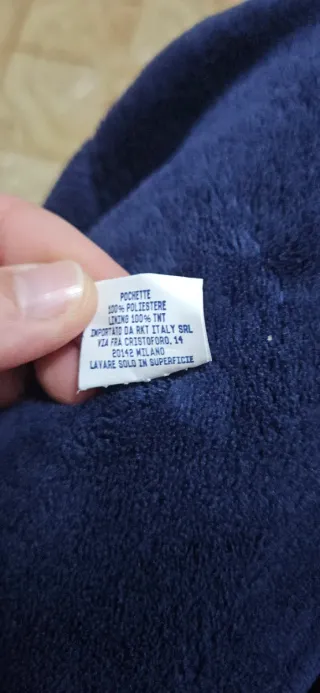 POCHETTE
100% POLIESTERE
LINING 100% TNT
IMPORTATO DA RKT ITALY SRL
VIA FRA CRISTOFORO, 14
20142 MILANO
LAVARE SOLO IN SUPERFICIE